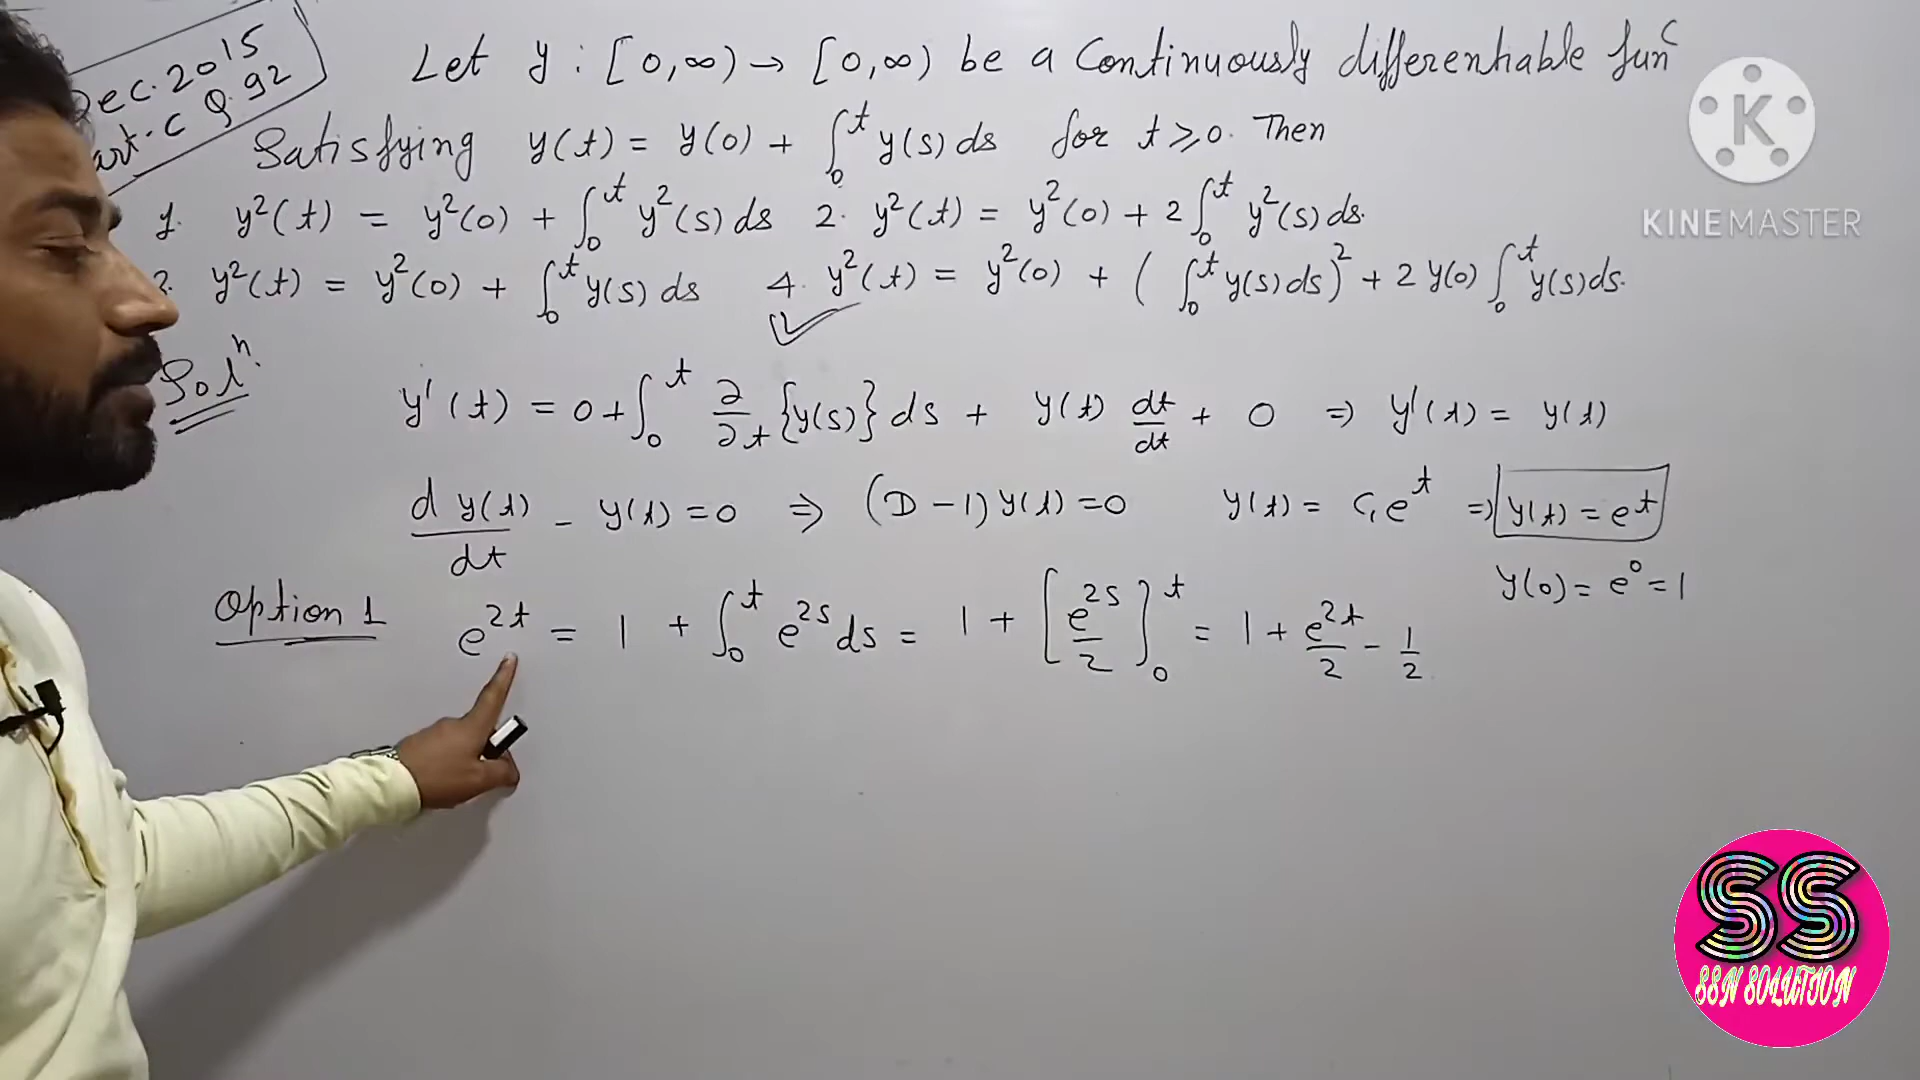 Dec. 2015
Part-C Q.92
Let y : [0,∞) → [0,∞) be a Continuously differentiable funᶜ
Satisfying y(t) = y(0) + ∫₀ᵗ y(s) ds for t ≥ 0. Then
1. y²(t) = y²(0) + ∫₀ᵗ y²(s) ds 2. y²(t) = y²(0) + 2∫₀ᵗ y²(s) ds.
3. y²(t) = y²(0) + ∫₀ᵗ y(s) ds 4. y²(t) = y²(0) + (∫₀ᵗ y(s) ds)² + 2 y(0) ∫₀ᵗ y(s) ds.
Solⁿ.
y'(t) = 0 + ∫₀ᵗ ∂/∂t {y(s)} ds + y(t) dt/dt + 0 ⇒ y'(t) = y(t)
d y(t)/dt - y(t) = 0 ⇒ (D - 1) y(t) = 0 y(t) = c₁eᵗ ⇒ y(t) = eᵗ
y(0) = e⁰ = 1
Option 1 e²ᵗ = 1 + ∫₀ᵗ e²ˢ ds = 1 + [e²ˢ/2]₀ᵗ = 1 + e²ᵗ/2 - 1/2
KINEMASTER
SS
SSN SOLUTION